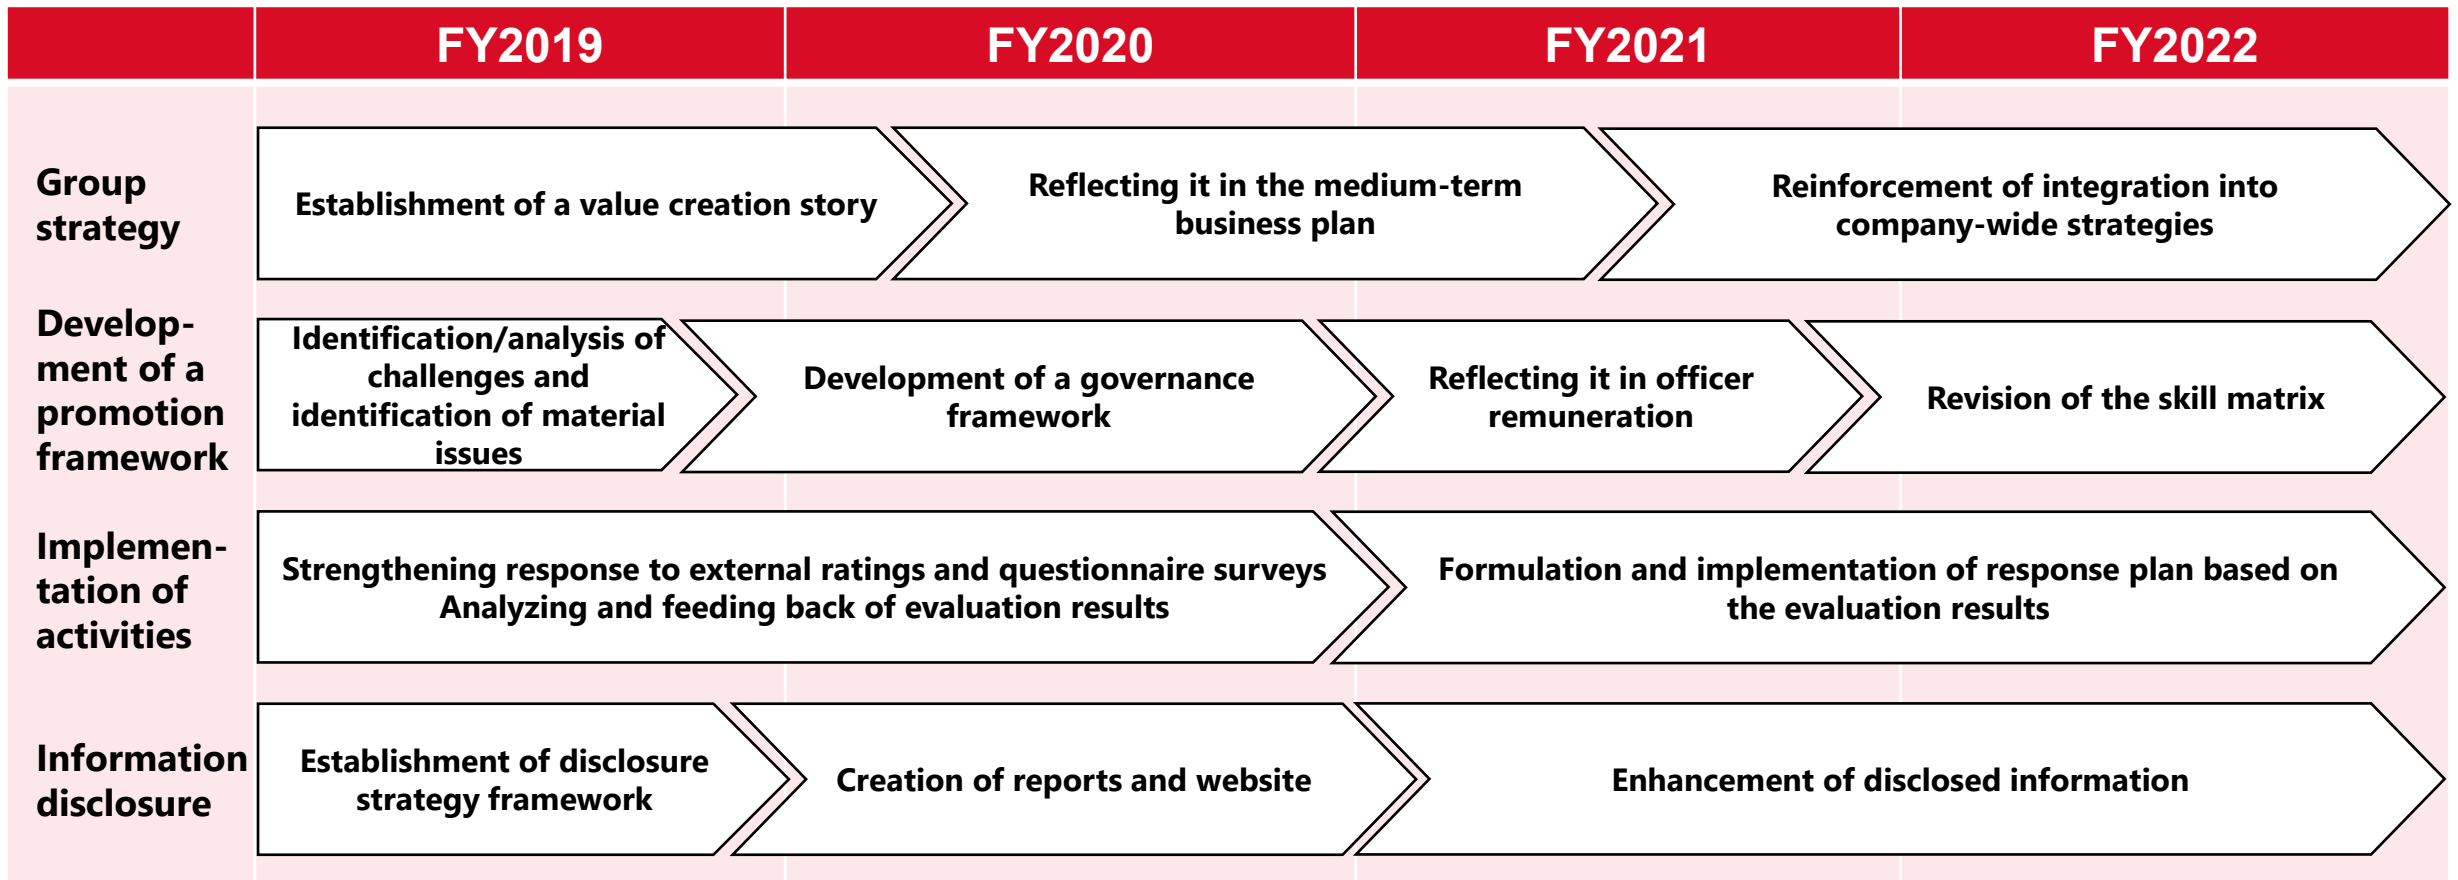 FY2019
FY2020
FY2021
FY2022
Group
strategy
Establishment of a value creation story
Reflecting it in the medium-term
business plan
Reinforcement of integration into
company-wide strategies
Develop-
ment of a
promotion
framework
Identification/analysis of
challenges and
identification of material
issues
Development of a governance
framework
Reflecting it in officer
remuneration
Revision of the skill matrix
Implemen-
tation of
activities
Strengthening response to external ratings and questionnaire surveys
Analyzing and feeding back of evaluation results
Formulation and implementation of response plan based on
the evaluation results
Information
disclosure
Establishment of disclosure
strategy framework
Creation of reports and website
Enhancement of disclosed information